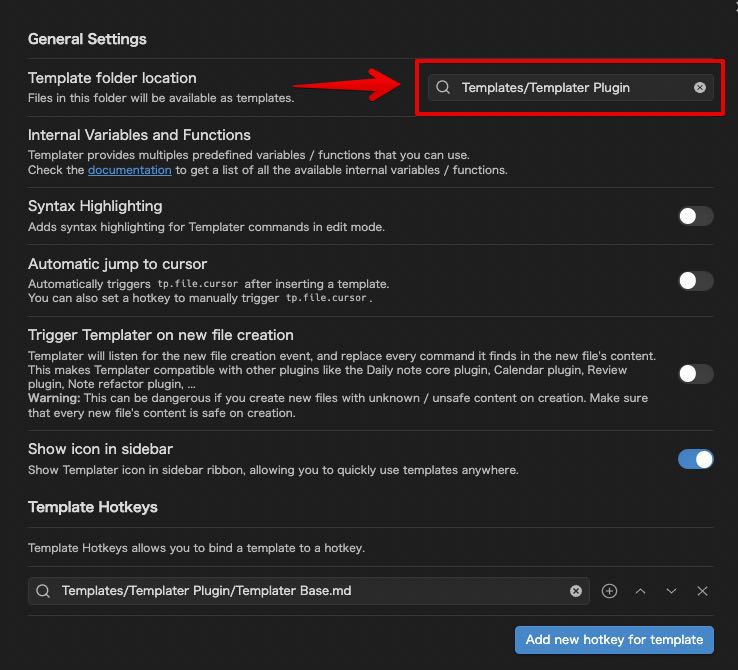 General Settings
Template folder location
Files in this folder will be available as templates.
Templates/Templater Plugin
Internal Variables and Functions
Templater provides multiple predefined variables / functions that you can use.
Check the documentation to get a list of all the available internal variables / functions.
Syntax Highlighting
Adds syntax highlighting for Templater commands in edit mode.
Automatic jump to cursor
Automatically triggers tp.file.cursor after inserting a template.
You can also set a hotkey to manually trigger tp.file.cursor.
Trigger Templater on new file creation
Templater will listen for the new file creation event, and replace every command it finds in the new file's content.
This makes Templater compatible with other plugins like the Daily note core plugin, Calendar plugin, Review
plugin, Note refactor plugin, ...
Warning: This can be dangerous if you create new files with unknown / unsafe content on creation. Make sure
that every new file's content is safe on creation.
Show icon in sidebar
Show Templater icon in sidebar ribbon, allowing you to quickly use templates anywhere.
Template Hotkeys
Template Hotkeys allows you to bind a template to a hotkey.
Templates/Templater Plugin/Templater Base.md
Add new hotkey for template